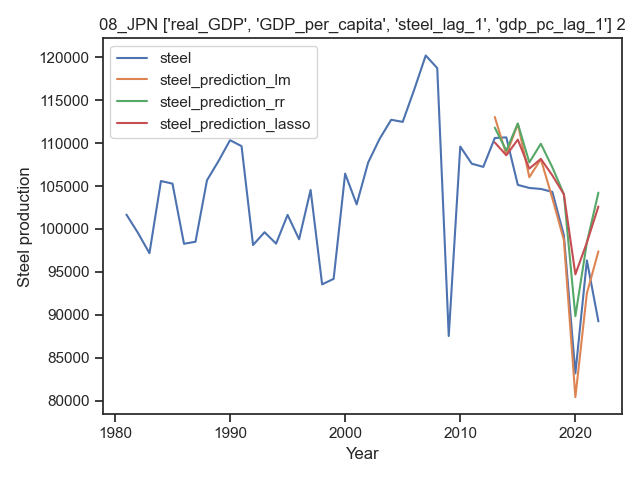 08_JPN ['real_GDP', 'GDP_per_capita', 'steel_lag_1', 'gdp_pc_lag_1'] 2
steel
steel_prediction_lm
steel_prediction_rr
steel_prediction_lasso
Steel production
120000
115000
110000
105000
100000
95000
90000
85000
80000
1980
1990
2000
2010
2020
Year